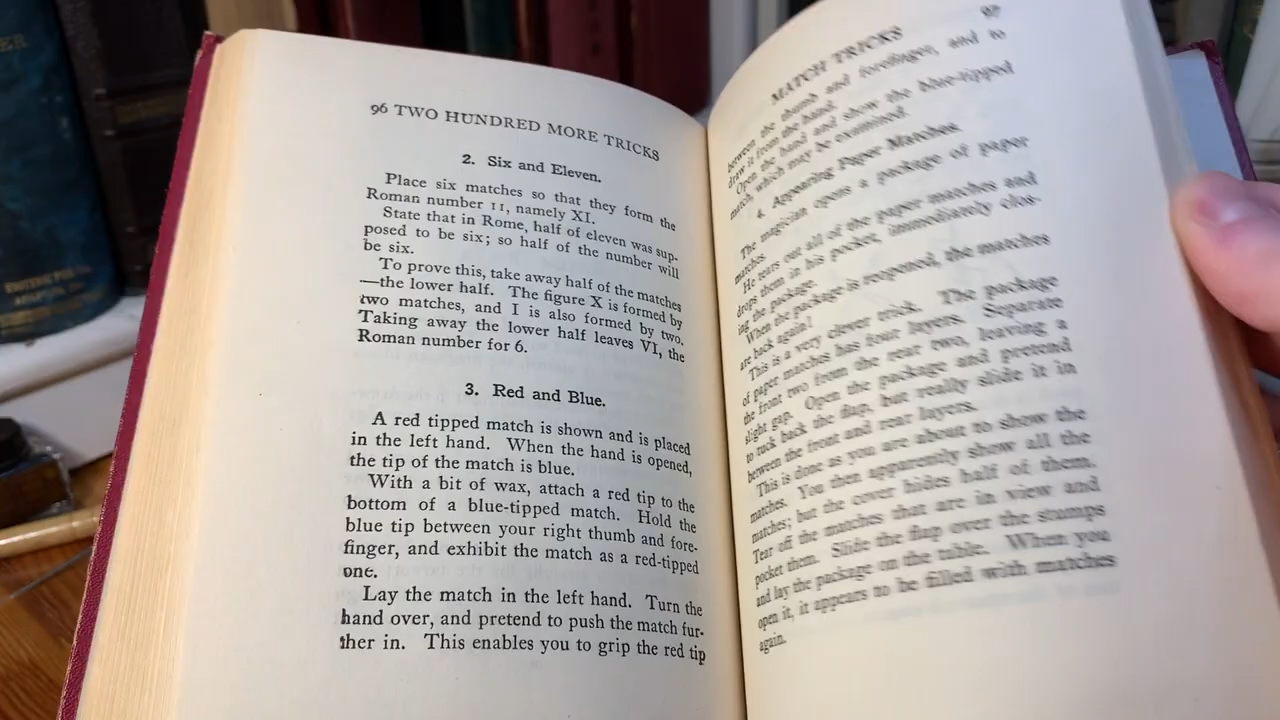 96 TWO HUNDRED MORE TRICKS
2. Six and Eleven.
Place six matches so that they form the
Roman number 11, namely XI.
State that in Rome, half of eleven was sup-
posed to be six; so half of the number will
be six.
To prove this, take away half of the matches
—the lower half. The figure X is formed by
two matches, and I is also formed by two.
Taking away the lower half leaves VI, the
Roman number for 6.
3. Red and Blue.
A red tipped match is shown and is placed
in the left hand. When the hand is opened,
the tip of the match is blue.
With a bit of wax, attach a red tip to the
bottom of a blue-tipped match. Hold the
blue tip between your right thumb and fore-
finger, and exhibit the match as a red-tipped
one.
Lay the match in the left hand. Turn the
hand over, and pretend to push the match fur-
ther in. This enables you to grip the red tip
MATCH TRICKS 97
between the thumb and forefinger, and to
draw it from the hand.
Open the hand and show the blue-tipped
match, which may be examined.
4. Appearing Paper Matches.
The magician opens a package of paper
matches.
He tears out all of the paper matches and
drops them in his pocket, immediately clos-
ing the package.
When the package is reopened, the matches
are back again!
This is a very clever trick. The package
of paper matches has four layers. Separate
the front two from the rear two, leaving a
slight gap. Open the package and pretend
to tuck back the flap, but really slide it in
between the front and rear layers.
This is done as you are about to show the
matches. You then apparently show all the
matches; but the cover hides half of them.
Tear off the matches that are in view and
pocket them. Slide the flap over the stumps
and lay the package on the table. When you
open it, it appears to be filled with matches
again.